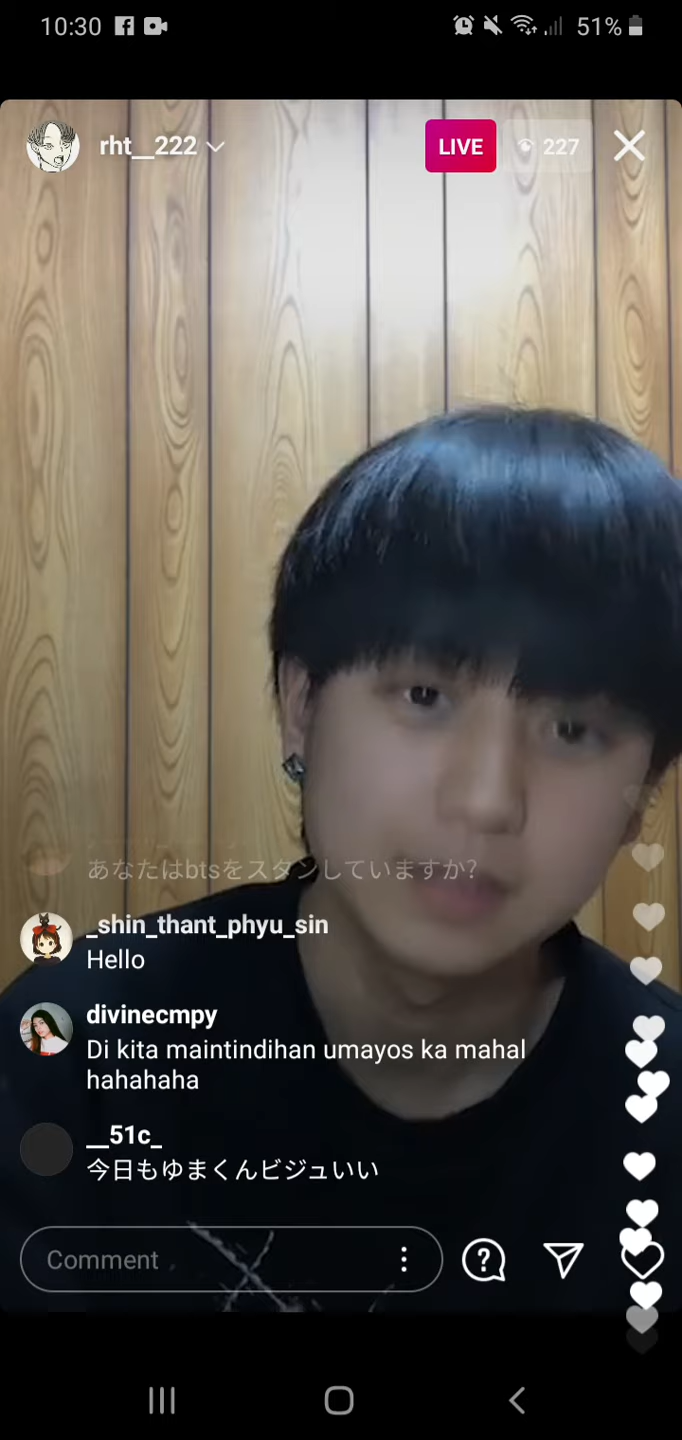 10:30
51%
rht__222
LIVE
227
あなたはbtsをスタンしていますか?
_shin_thant_phyu_sin
Hello
divinecmpy
Di kita maintindihan umayos ka mahal
hahahaha
__51c_
今日もゆまくんビジュいい
Comment